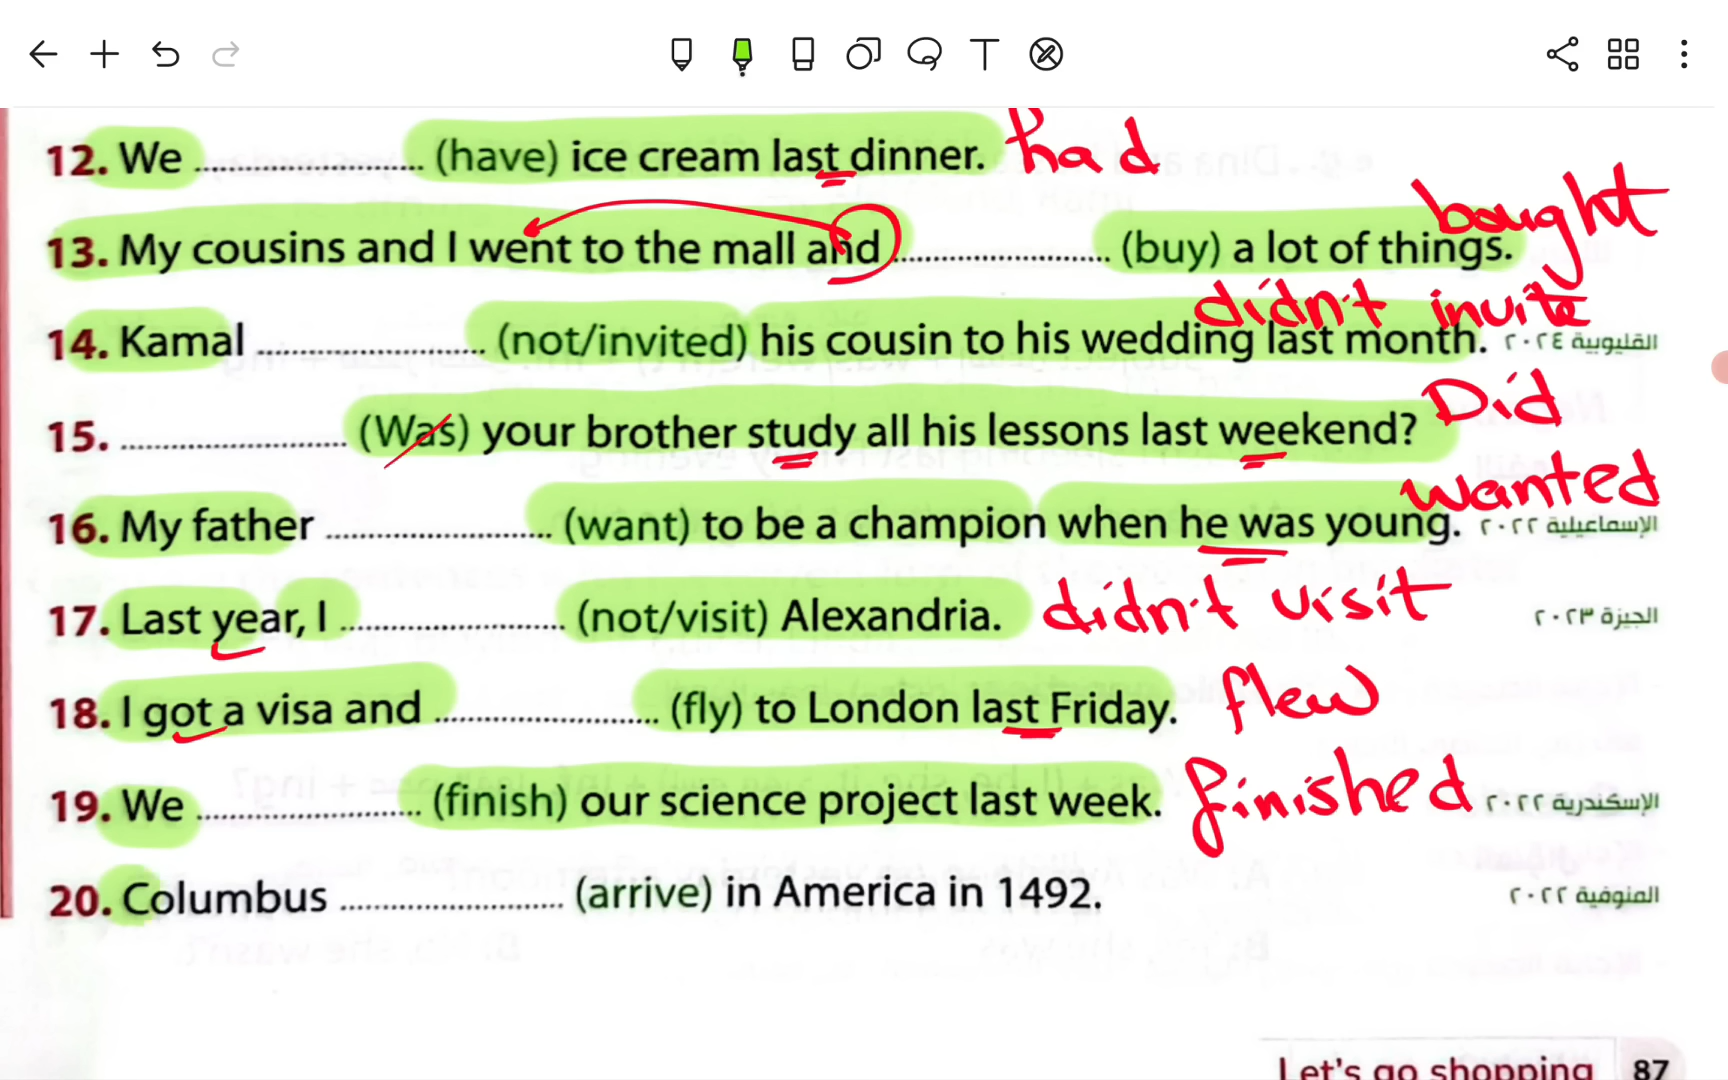 12. We ........................ (have) ice cream last dinner. had
13. My cousins and I went to the mall and ........................ (buy) a lot of things. bought
14. Kamal ........................ (not/invited) his cousin to his wedding last month. didn't invite القليوبية ٢٠٢٤
15. ........................ (Was) your brother study all his lessons last weekend? Did
16. My father ........................ (want) to be a champion when he was young. wanted الإسماعيلية ٢٠٢٢
17. Last year, I ........................ (not/visit) Alexandria. didn't visit الجيزة ٢٠٢٣
18. I got a visa and ........................ (fly) to London last Friday. flew
19. We ........................ (finish) our science project last week. finished الإسكندرية ٢٠٢٢
20. Columbus ........................ (arrive) in America in 1492. المنوفية ٢٠٢٢
Let's go shopping 87